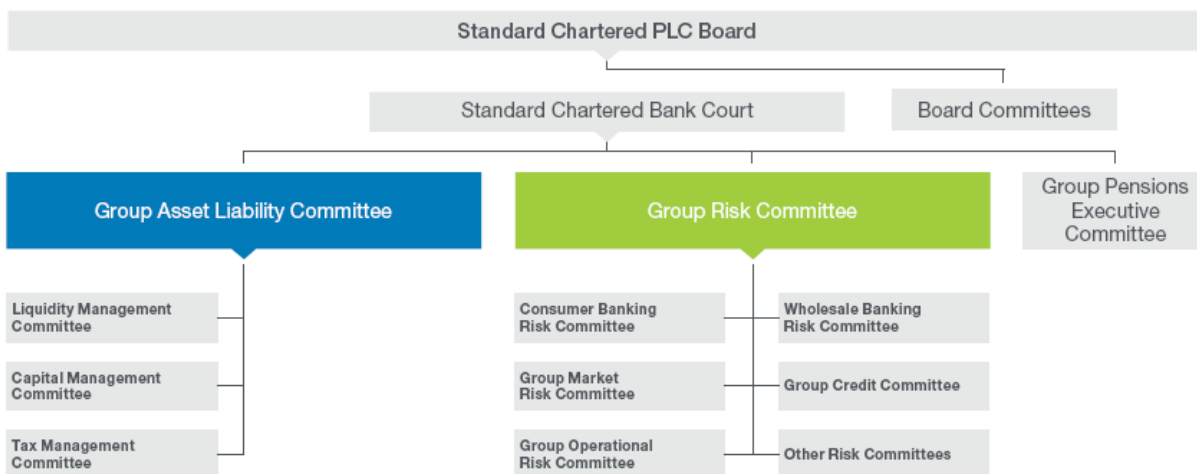 Standard Chartered PLC Board
Standard Chartered Bank Court
Board Committees
Group Asset Liability Committee
Group Risk Committee
Group Pensions
Executive
Committee
Liquidity Management
Committee
Consumer Banking
Risk Committee
Wholesale Banking
Risk Committee
Capital Management
Committee
Group Market
Risk Committee
Group Credit Committee
Tax Management
Committee
Group Operational
Risk Committee
Other Risk Committees